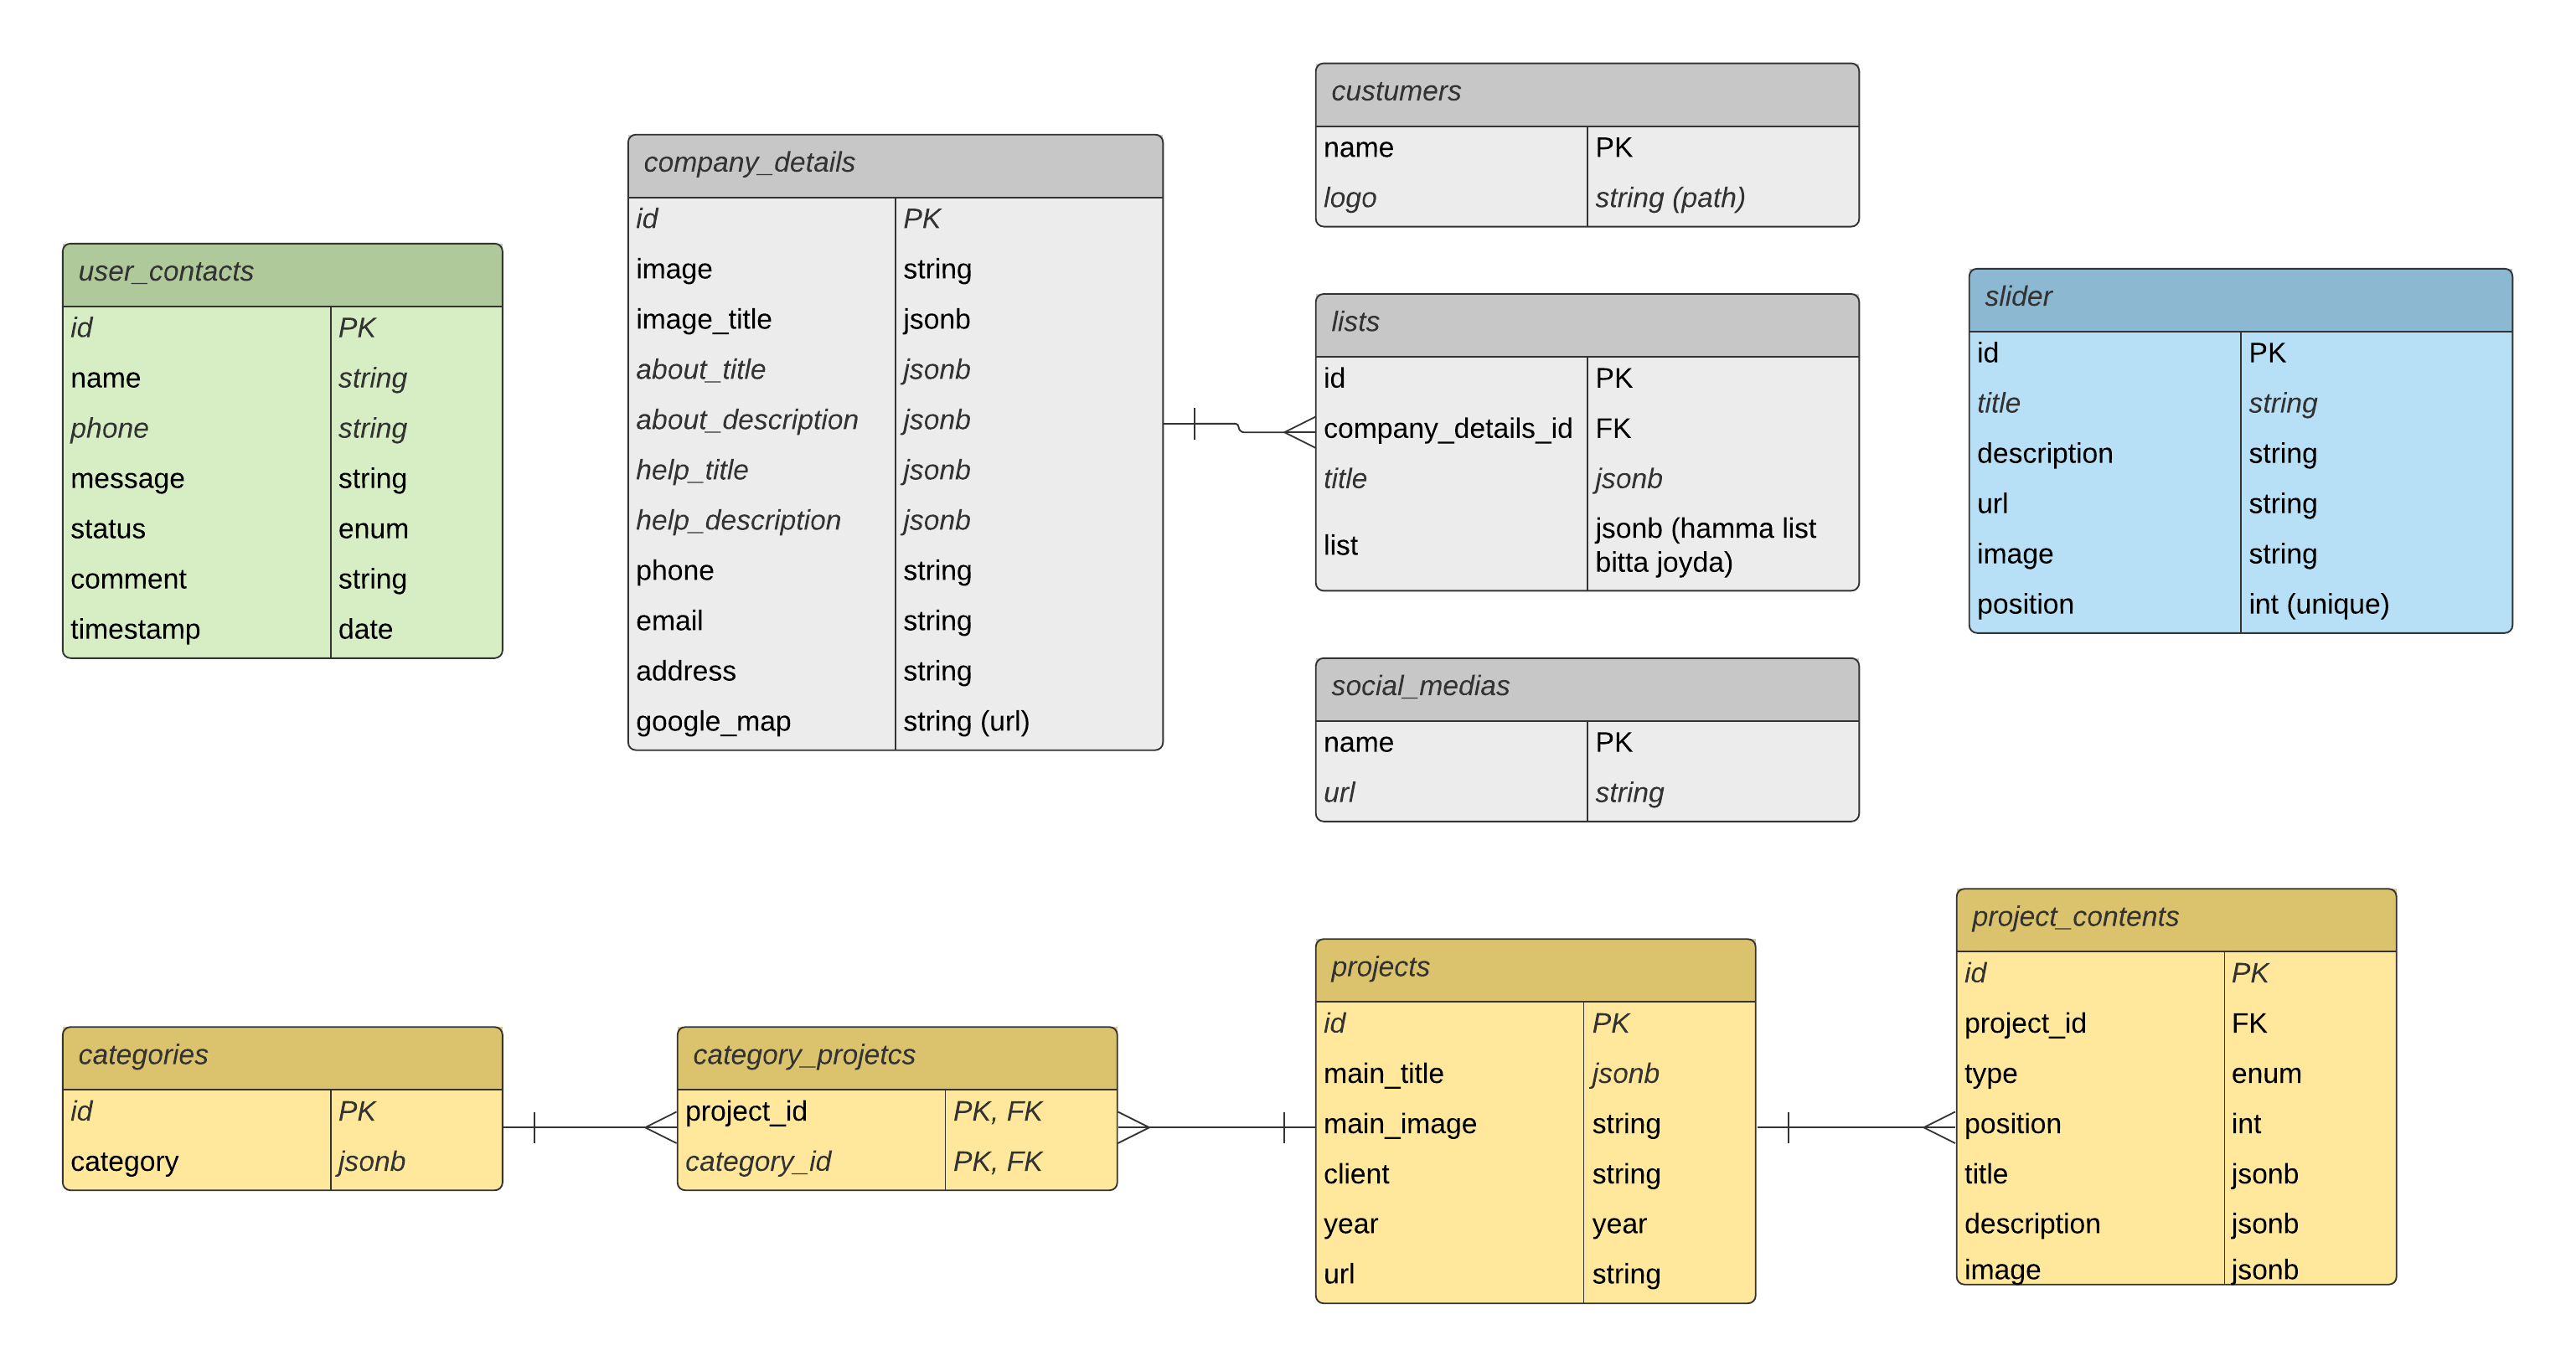 custumers
name PK
logo string (path)
company_details
id PK
image string
image_title jsonb
about_title jsonb
about_description jsonb
help_title jsonb
help_description jsonb
phone string
email string
address string
google_map string (url)
user_contacts
id PK
name string
phone string
message string
status enum
comment string
timestamp date
lists
id PK
company_details_id FK
title jsonb
list jsonb (hamma list
bitta joyda)
slider
id PK
title string
description string
url string
image string
position int (unique)
social_medias
name PK
url string
categories
id PK
category jsonb
category_projetcs
project_id PK, FK
category_id PK, FK
projects
id PK
main_title jsonb
main_image string
client string
year year
url string
project_contents
id PK
project_id FK
type enum
position int
title jsonb
description jsonb
image jsonb